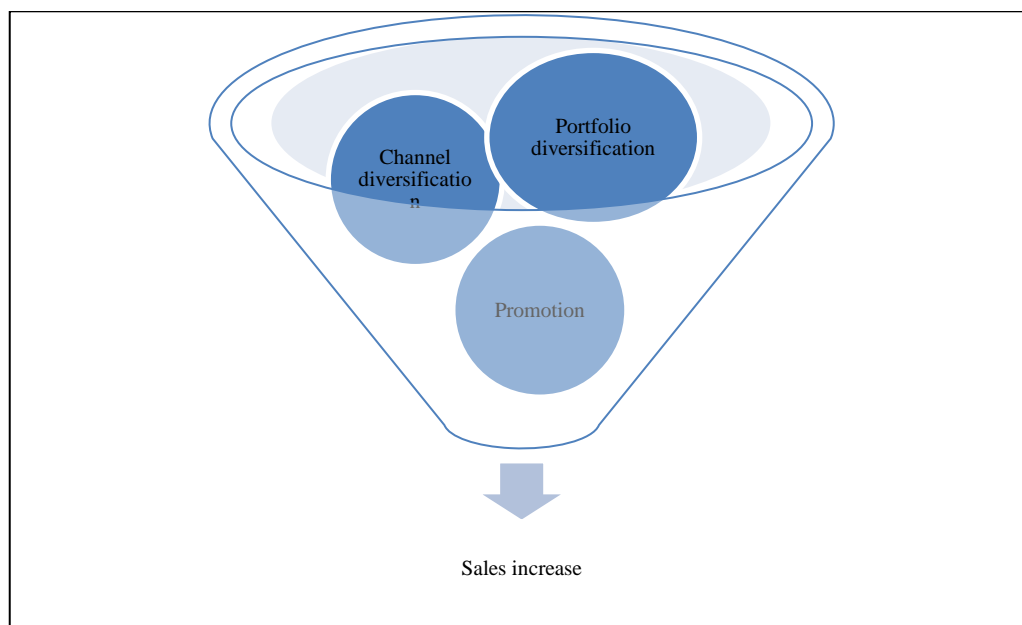 Portfolio
diversification
Channel
diversificatio
n
Promotion
Sales increase